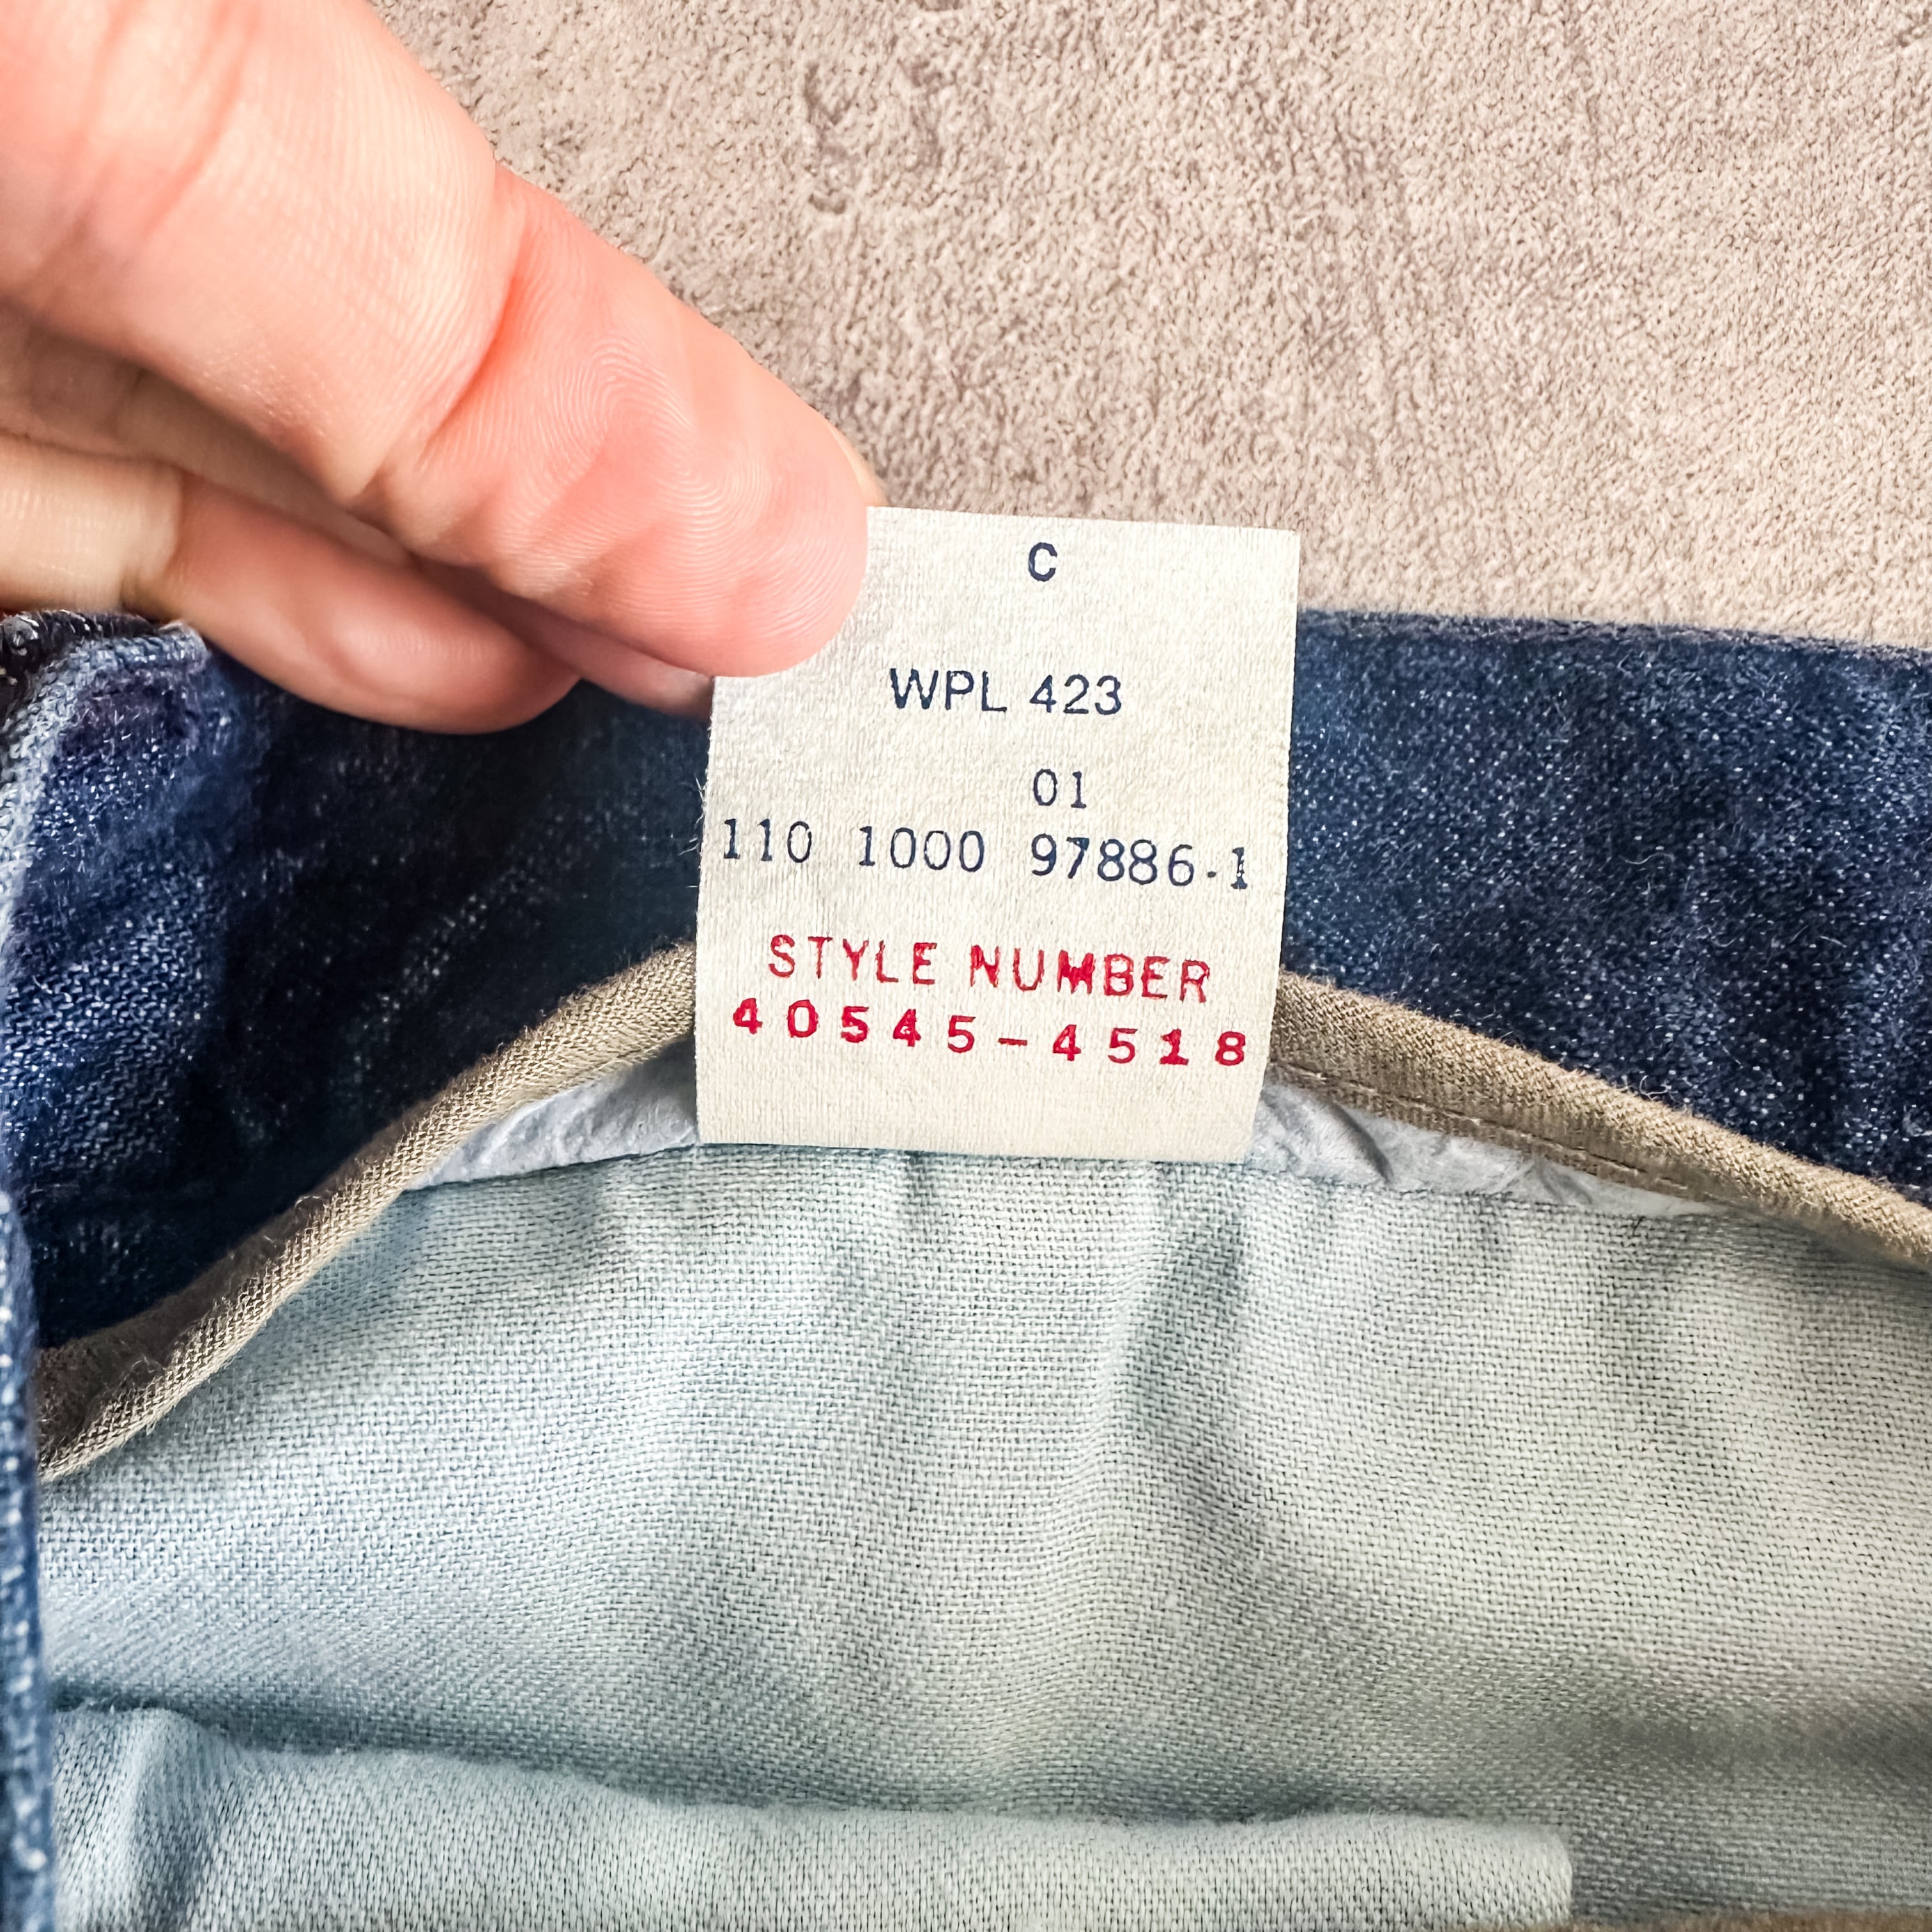 C
WPL 423
01
110 1000 97886.1
STYLE NUMBER
40545-4518